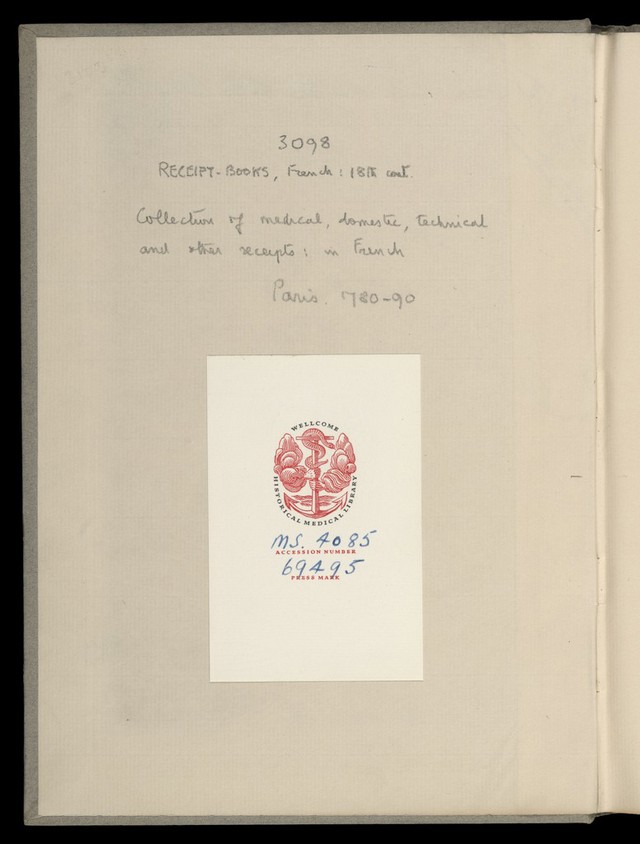 3098
RECEIPT-BOOKS, French: 18th cent.
Collection of medical, domestic, technical
and other receipts: in French
Paris. 1780-90
WELLCOME
HISTORICAL MEDICAL LIBRARY
MS. 4085
ACCESSION NUMBER
69495
PRESS MARK